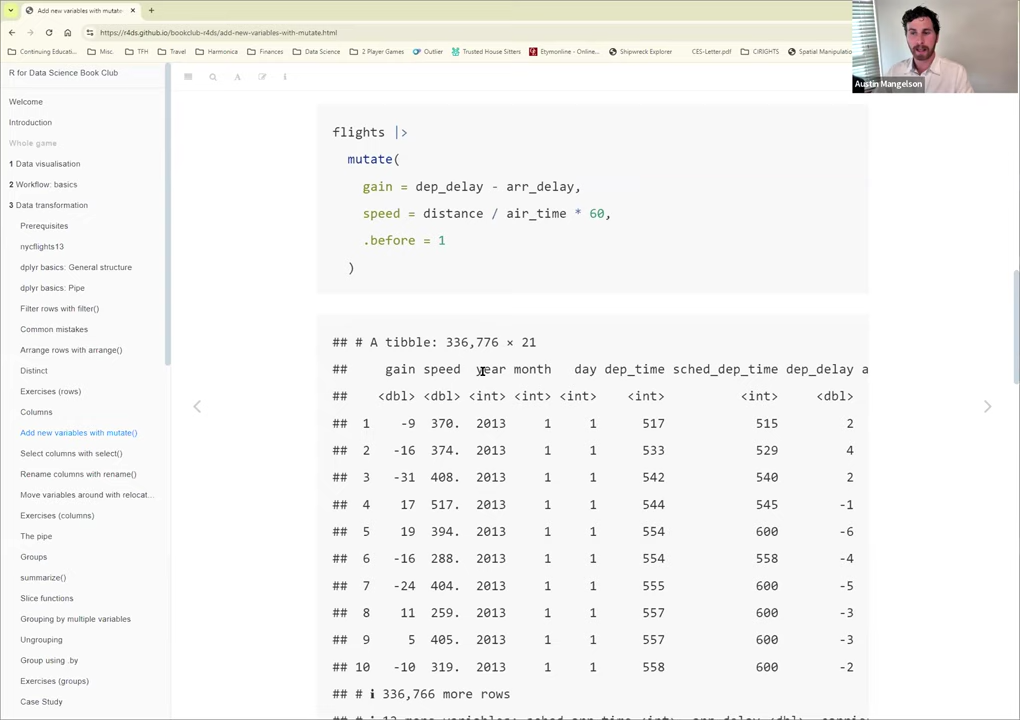 Add new variables with mutate
https://r4ds.github.io/bookclub-r4ds/add-new-variables-with-mutate.html
Continuing Educati... Misc. TFH Travel Harmonica Finances Data Science 2 Player Games Outlier Trusted House Sitters Etymonline - Online... Shipwreck Explorer CES-Letter.pdf CIRIGHTS Spatial Manipulatio
Austin Mangelson
R for Data Science Book Club
Welcome
Introduction
Whole game
1 Data visualisation
2 Workflow: basics
3 Data transformation
Prerequisites
nycflights13
dplyr basics: General structure
dplyr basics: Pipe
Filter rows with filter()
Common mistakes
Arrange rows with arrange()
Distinct
Exercises (rows)
Columns
Add new variables with mutate()
Select columns with select()
Rename columns with rename()
Move variables around with relocat...
Exercises (columns)
The pipe
Groups
summarize()
Slice functions
Grouping by multiple variables
Ungrouping
Group using .by
Exercises (groups)
Case Study
flights |>
mutate(
gain = dep_delay - arr_delay,
speed = distance / air_time * 60,
.before = 1
)
## # A tibble: 336,776 × 21
## gain speed year month day dep_time sched_dep_time dep_delay a
## <dbl> <dbl> <int> <int> <int> <int> <int> <dbl>
## 1 -9 370. 2013 1 1 517 515 2
## 2 -16 374. 2013 1 1 533 529 4
## 3 -31 408. 2013 1 1 542 540 2
## 4 17 517. 2013 1 1 544 545 -1
## 5 19 394. 2013 1 1 554 600 -6
## 6 -16 288. 2013 1 1 554 558 -4
## 7 -24 404. 2013 1 1 555 600 -5
## 8 11 259. 2013 1 1 557 600 -3
## 9 5 405. 2013 1 1 557 600 -3
## 10 -10 319. 2013 1 1 558 600 -2
## # ℹ 336,766 more rows